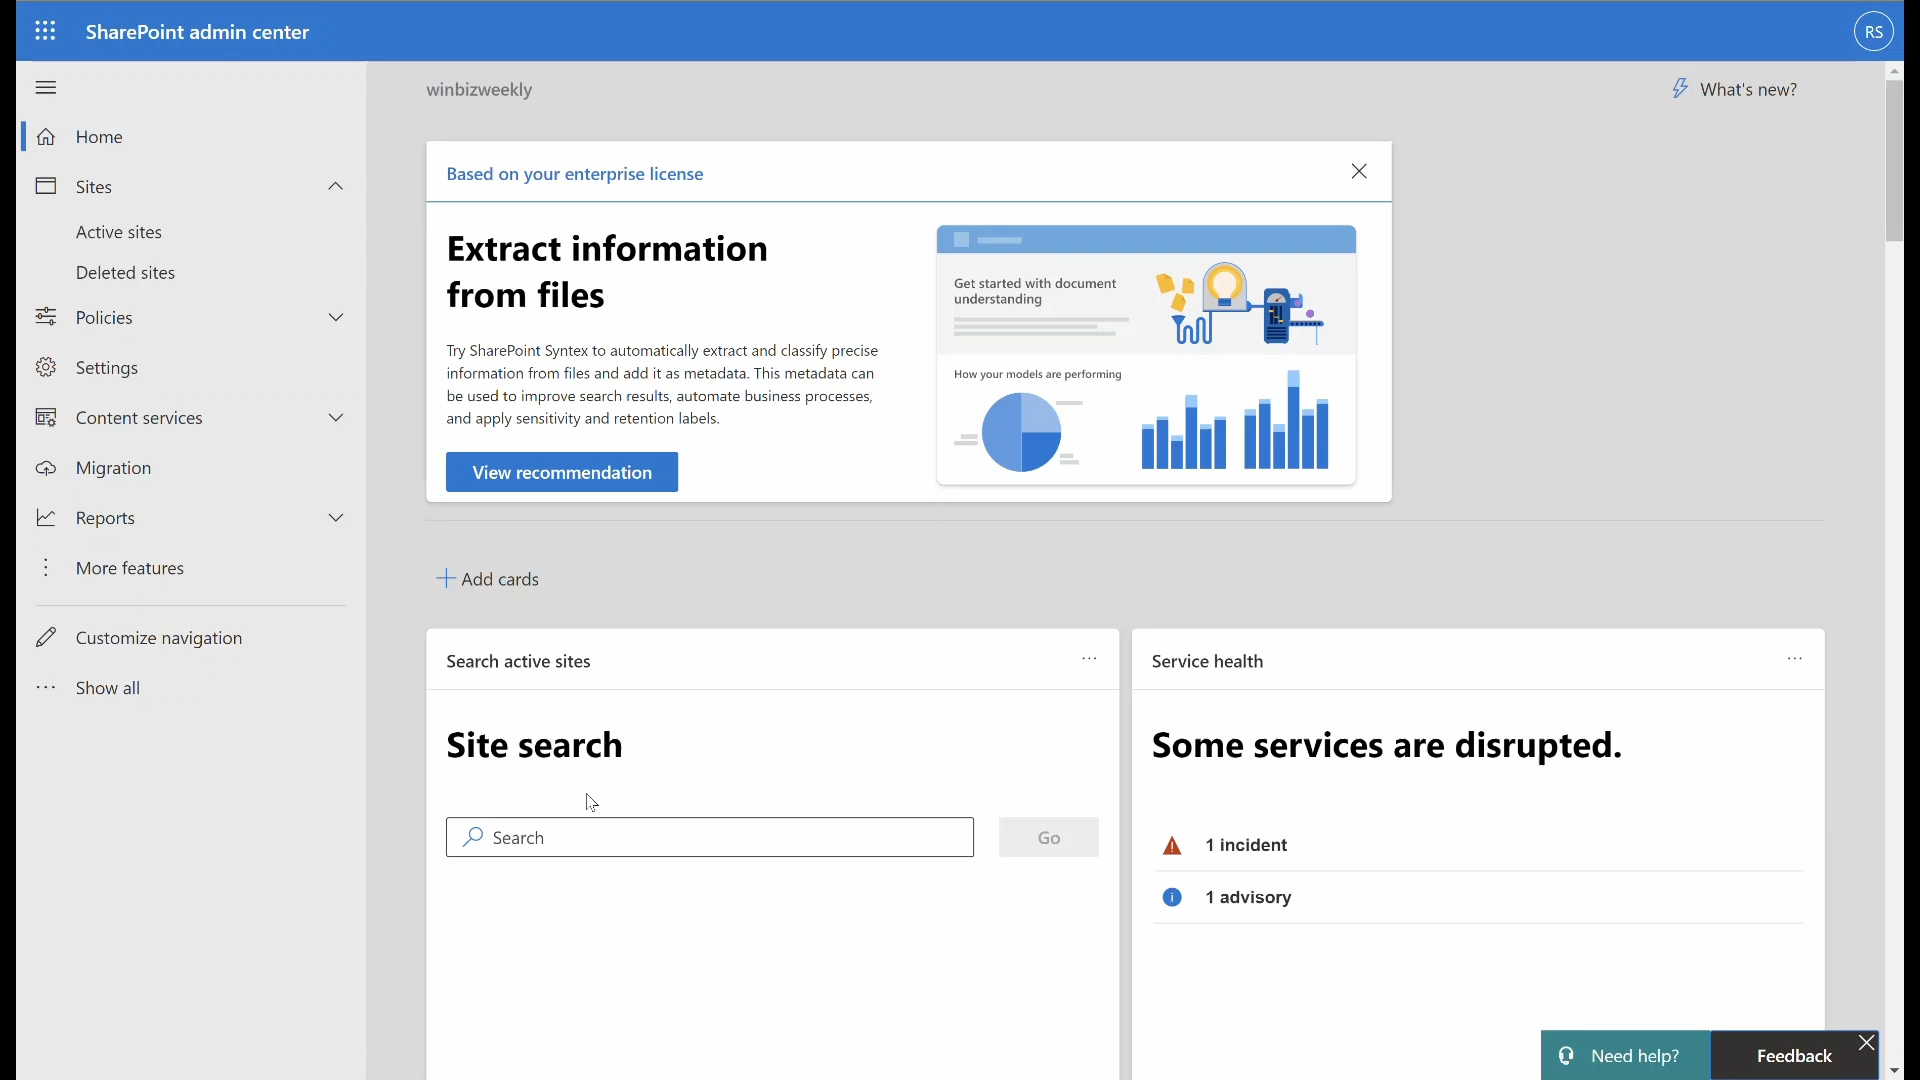 SharePoint admin center
RS
winbizweekly
What's new?
Home
Sites
Active sites
Deleted sites
Policies
Settings
Content services
Migration
Reports
More features
Customize navigation
Show all
Based on your enterprise license
Extract information
from files
Try SharePoint Syntex to automatically extract and classify precise
information from files and add it as metadata. This metadata can
be used to improve search results, automate business processes,
and apply sensitivity and retention labels.
View recommendation
Get started with document
understanding
How your models are performing
Add cards
Search active sites
Site search
Search
Go
Service health
Some services are disrupted.
1 incident
1 advisory
Need help?
Feedback